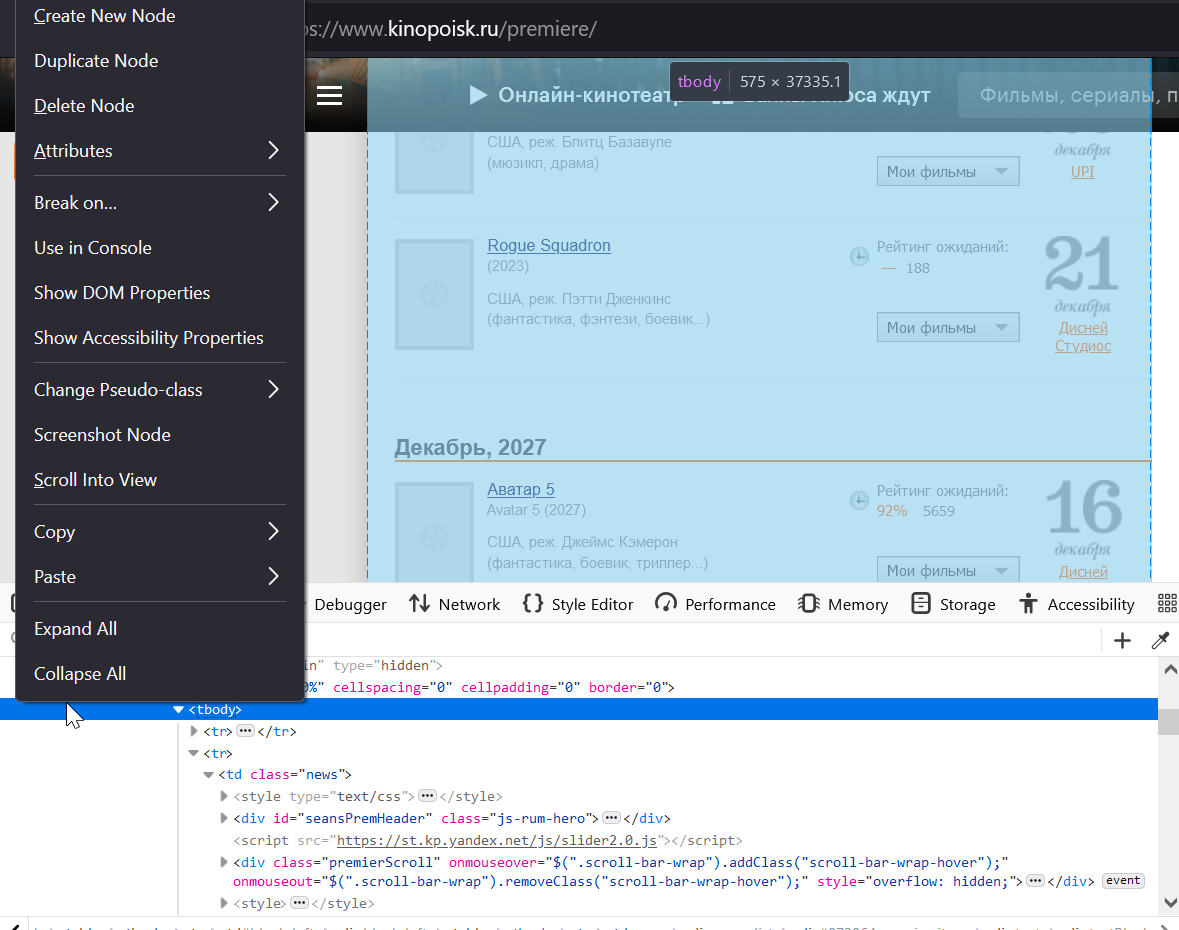 Create New Node
Duplicate Node
Delete Node
Attributes
Break on...
Use in Console
Show DOM Properties
Show Accessibility Properties
Change Pseudo-class
Screenshot Node
Scroll Into View
Copy
Paste
Expand All
Collapse All
ps://www.kinopoisk.ru/premiere/
tbody 575 × 37335.1
Онлайн-кинотеатр ждут Фильмы, сериалы, п
США, реж. Блитц Базавуле
(мюзикл, драма)
Мои фильмы
декабря
UPI
Rogue Squadron
(2023)
США, реж. Пэтти Дженкинс
(фантастика, фэнтези, боевик...)
Рейтинг ожиданий:
— 188
Мои фильмы
21
декабря
Дисней
Студиос
Декабрь, 2027
Аватар 5
Avatar 5 (2027)
США, реж. Джеймс Кэмерон
(фантастика, боевик, триллер...)
Рейтинг ожиданий:
92% 5659
Мои фильмы
16
декабря
Дисней
Debugger Network Style Editor Performance Memory Storage Accessibility
in" type="hidden">
0%" cellspacing="0" cellpadding="0" border="0">
<tbody>
<tr> ••• </tr>
<tr>
<td class="news">
<style type="text/css"> ••• </style>
<div id="seansPremHeader" class="js-rum-hero"> ••• </div>
<script src="https://st.kp.yandex.net/js/slider2.0.js"></script>
<div class="premierScroll" onmouseover="$(".scroll-bar-wrap").addClass("scroll-bar-wrap-hover");"
onmouseout="$(".scroll-bar-wrap").removeClass("scroll-bar-wrap-hover");" style="overflow: hidden;"> ••• </div> event
<style> ••• </style>